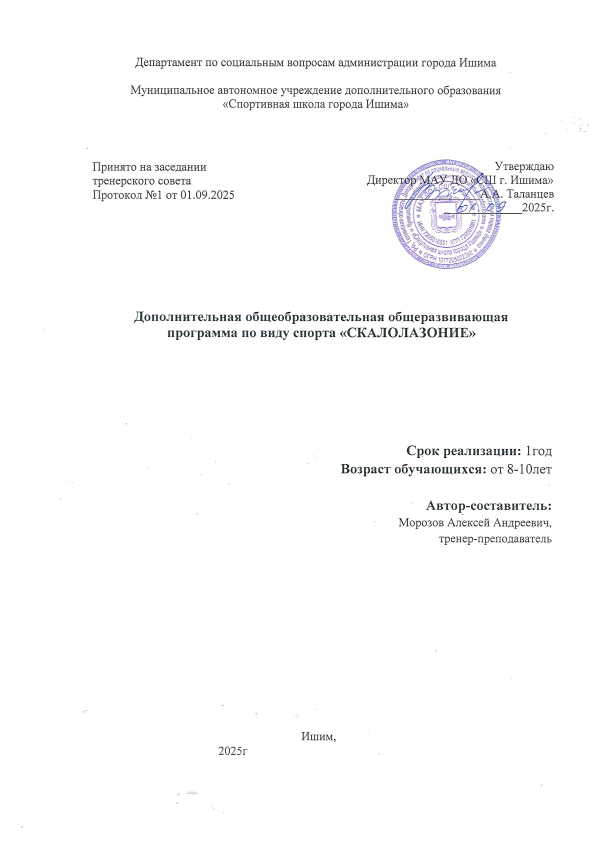 Департамент по социальным вопросам администрации города Ишима
Муниципальное автономное учреждение дополнительного образования
«Спортивная школа города Ишима»
Принято на заседании
тренерского совета
Протокол №1 от 01.09.2025
Утверждаю
Директор МАУ ДО «СШ г. Ишима»
А.А. Таланцев
2025г.
Дополнительная общеобразовательная общеразвивающая
программа по виду спорта «СКАЛОЛАЗОНИЕ»
Срок реализации: 1год
Возраст обучающихся: от 8-10лет
Автор-составитель:
Морозов Алексей Андреевич,
тренер-преподаватель
Ишим,
2025г